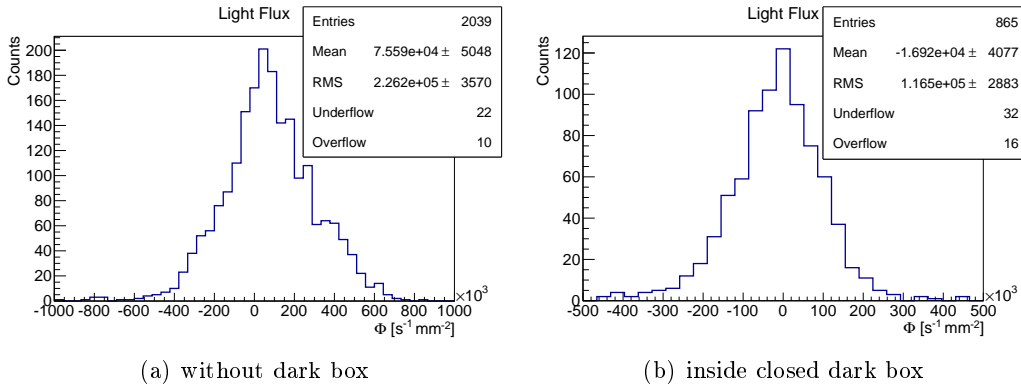 Light Flux
Entries 2039
Mean 7.559e+04 ± 5048
RMS 2.262e+05 ± 3570
Underflow 22
Overflow 10
Counts
200
180
160
140
120
100
80
60
40
20
0
-1000 -800 -600 -400 -200 0 200 400 600 800 1000
×10³
Φ [s⁻¹ mm⁻²]
(a) without dark box
Light Flux
Entries 865
Mean -1.692e+04 ± 4077
RMS 1.165e+05 ± 2883
Underflow 32
Overflow 16
Counts
120
100
80
60
40
20
0
-500 -400 -300 -200 -100 0 100 200 300 400 500
×10³
Φ [s⁻¹ mm⁻²]
(b) inside closed dark box